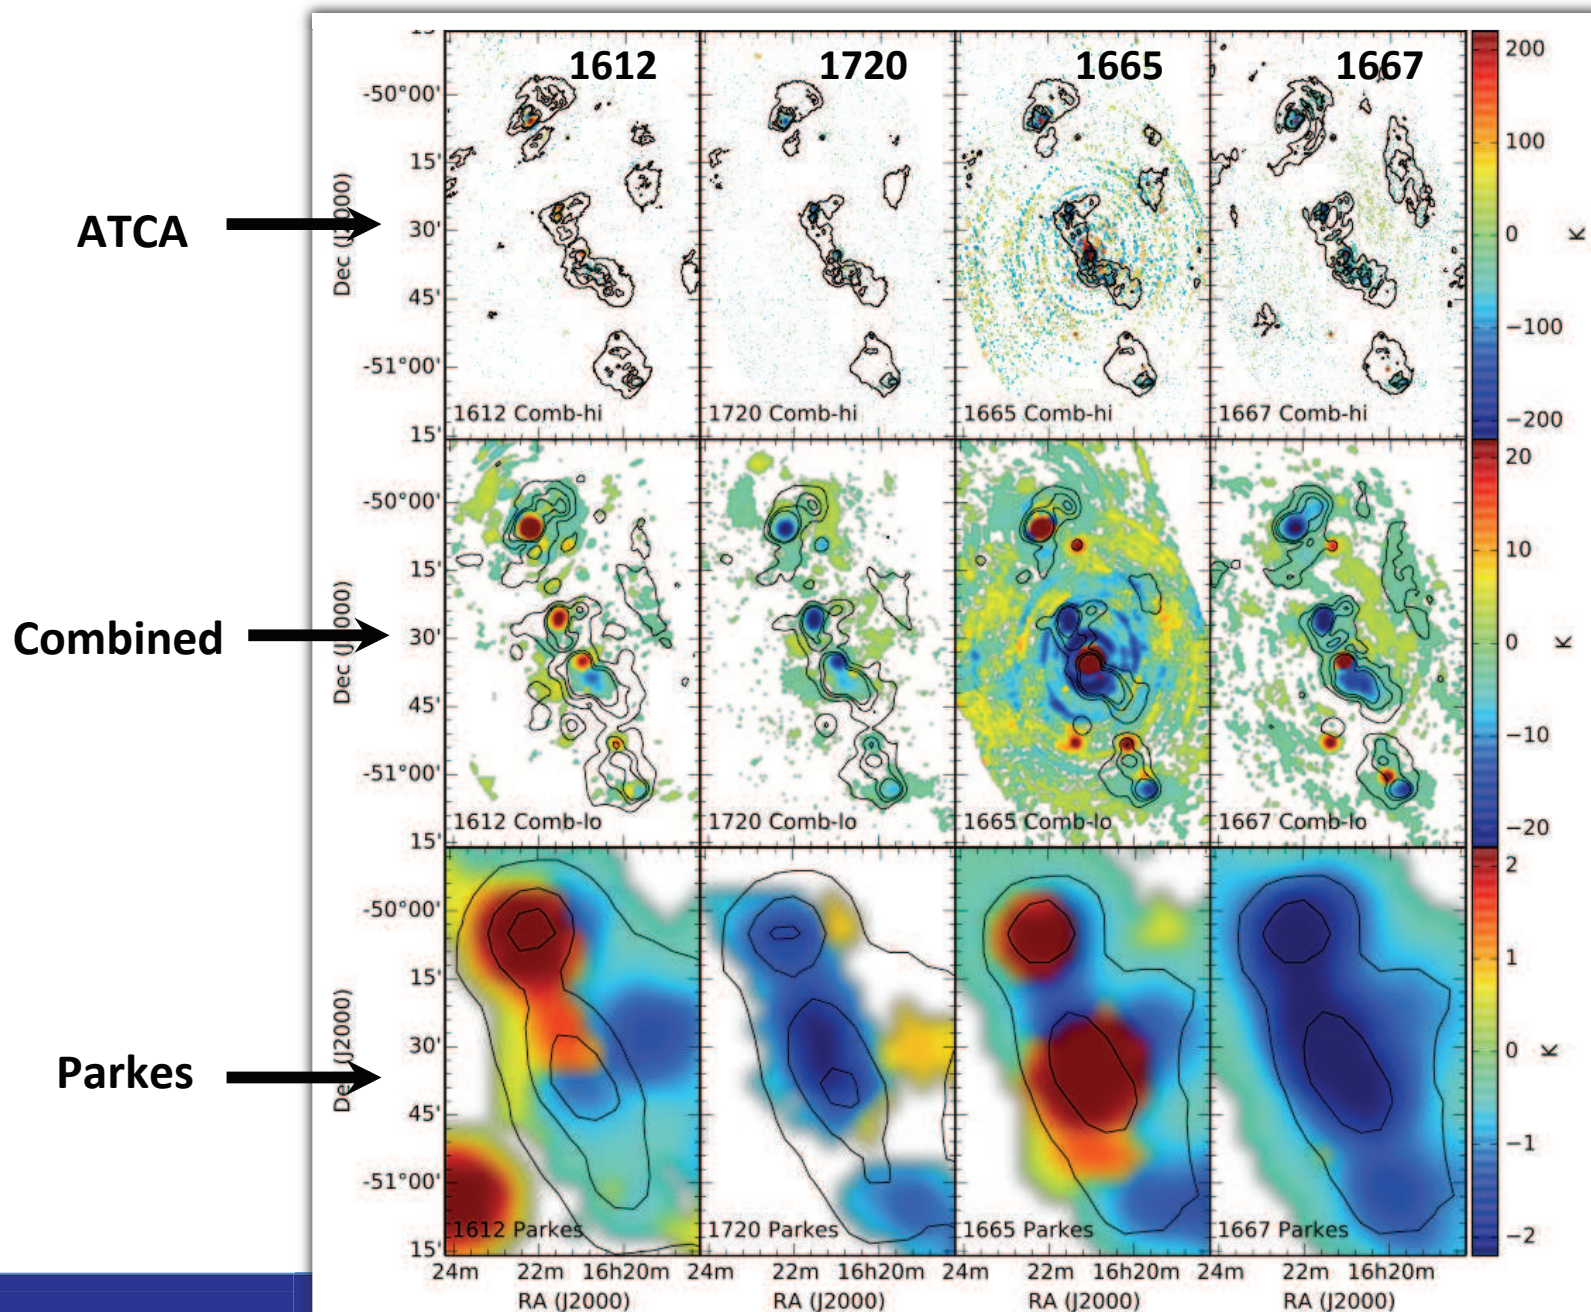 1612 1720 1665 1667
ATCA
Combined
Parkes
15'
-50°00'
15'
30'
45'
-51°00'
15'
Dec (J2000)
1612 Comb-hi
1720 Comb-hi
1665 Comb-hi
1667 Comb-hi
200
100
0
−100
−200
K
-50°00'
15'
30'
45'
-51°00'
15'
Dec (J2000)
1612 Comb-lo
1720 Comb-lo
1665 Comb-lo
1667 Comb-lo
20
10
0
−10
−20
K
-50°00'
15'
30'
45'
-51°00'
15'
Dec (J2000)
1612 Parkes
1720 Parkes
1665 Parkes
1667 Parkes
2
1
0
−1
−2
K
24m 22m 16h20m 24m 22m 16h20m 24m 22m 16h20m 24m 22m 16h20m
RA (J2000) RA (J2000) RA (J2000) RA (J2000)